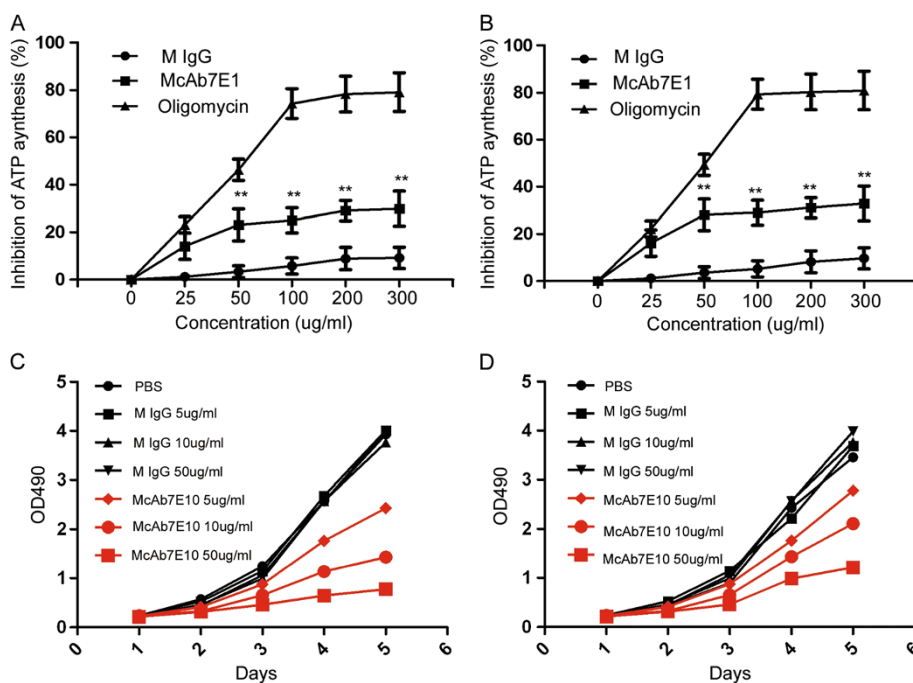 A
Inhibition of ATP aynthesis (%)
100
80
60
40
20
0
M IgG
McAb7E1
Oligomycin
**
**
**
**
0 25 50 100 200 300
Concentration (ug/ml)
B
Inhibition of ATP aynthesis (%)
100
80
60
40
20
0
M IgG
McAb7E1
Oligomycin
**
**
**
**
0 25 50 100 200 300
Concentration (ug/ml)
C
OD490
5
4
3
2
1
0
PBS
M IgG 5ug/ml
M IgG 10ug/ml
M IgG 50ug/ml
McAb7E10 5ug/ml
McAb7E10 10ug/ml
McAb7E10 50ug/ml
0 1 2 3 4 5 6
Days
D
OD490
5
4
3
2
1
0
PBS
M IgG 5ug/ml
M IgG 10ug/ml
M IgG 50ug/ml
McAb7E10 5ug/ml
McAb7E10 10ug/ml
McAb7E10 50ug/ml
0 1 2 3 4 5 6
Days